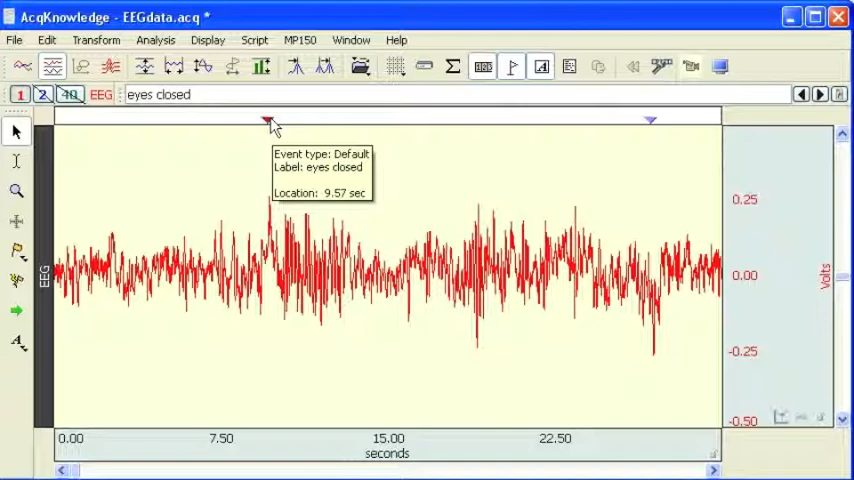 AcqKnowledge - EEGdata.acq *
File Edit Transform Analysis Display Script MP150 Window Help
1 2 40 EEG eyes closed
Event type: Default
Label: eyes closed
Location: 9.57 sec
0.25
0.00
-0.25
-0.50
EEG
Volts
0.00 7.50 15.00 22.50
seconds